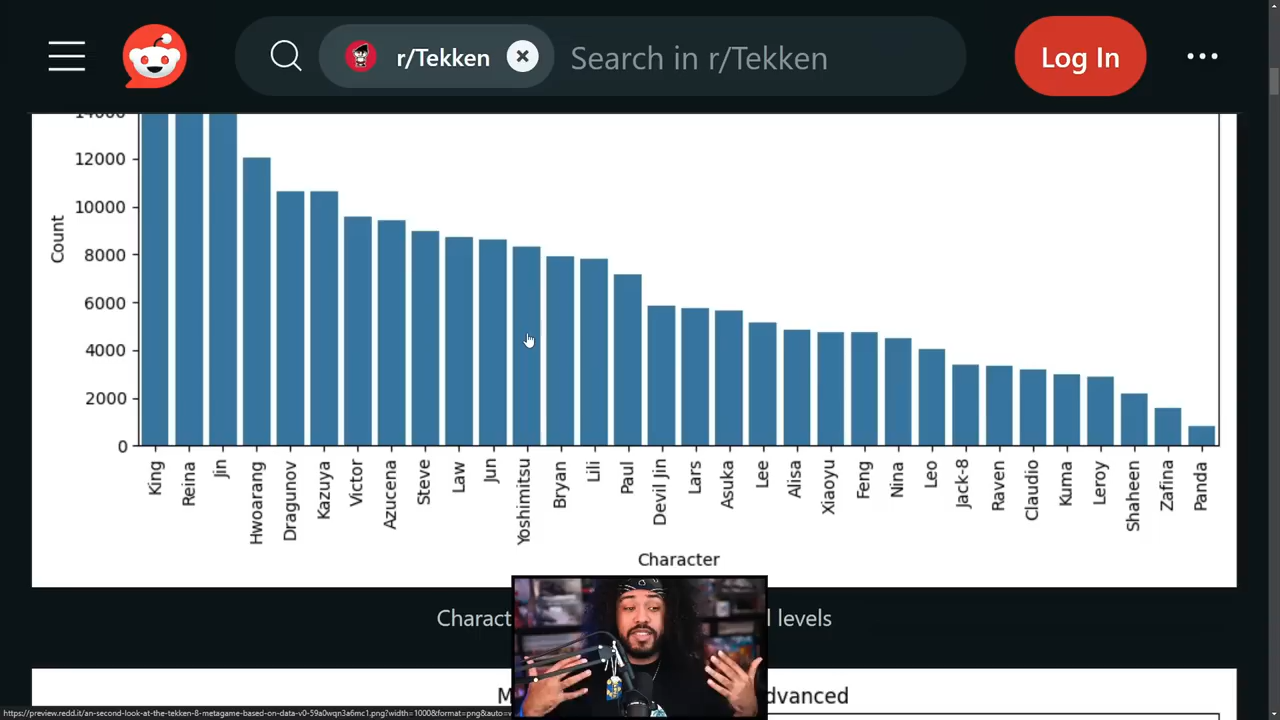 r/Tekken
Search in r/Tekken
Log In
14000
12000
10000
8000
6000
4000
2000
0
Count
King
Reina
Jin
Hwoarang
Dragunov
Kazuya
Victor
Azucena
Steve
Law
Jun
Yoshimitsu
Bryan
Lili
Paul
Devil Jin
Lars
Asuka
Lee
Alisa
Xiaoyu
Feng
Nina
Leo
Jack-8
Raven
Claudio
Kuma
Leroy
Shaheen
Zafina
Panda
Character
Charact l levels
M dvanced